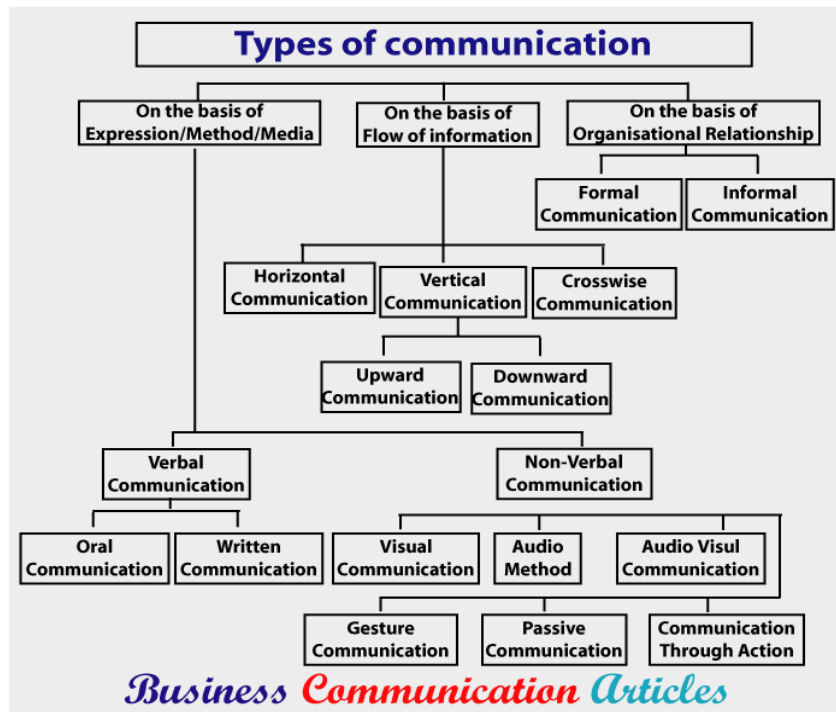 Types of communication
On the basis of
Expression/Method/Media
On the basis of
Flow of information
On the basis of
Organisational Relationship
Formal
Communication
Informal
Communication
Horizontal
Communication
Vertical
Communication
Crosswise
Communication
Upward
Communication
Downward
Communication
Verbal
Communication
Non-Verbal
Communication
Oral
Communication
Written
Communication
Visual
Communication
Audio
Method
Audio Visul
Communication
Gesture
Communication
Passive
Communication
Communication
Through Action
Business Communication Articles